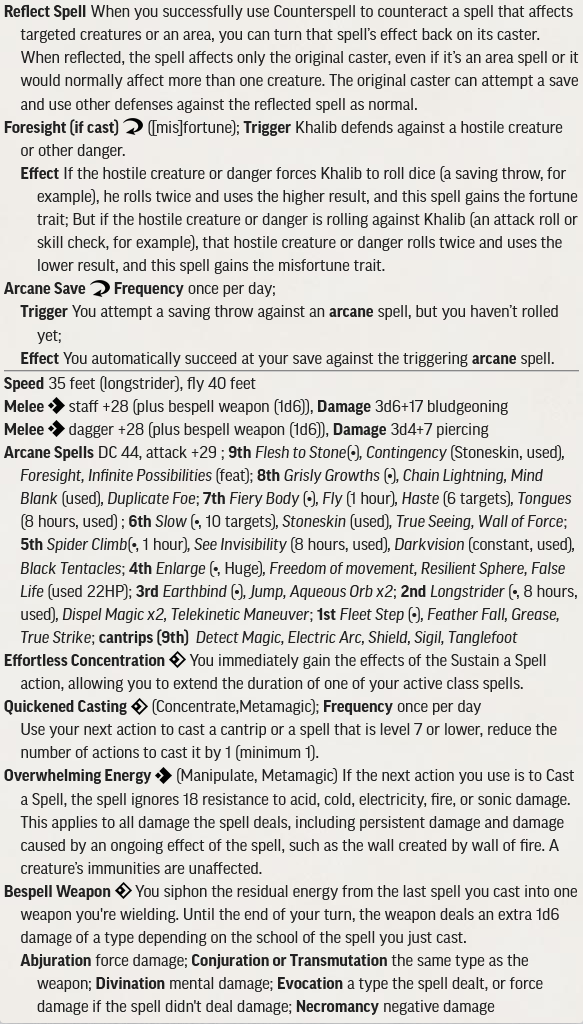 Reflect Spell When you successfully use Counterspell to counteract a spell that affects
targeted creatures or an area, you can turn that spell's effect back on its caster.
When reflected, the spell affects only the original caster, even if it's an area spell or it
would normally affect more than one creature. The original caster can attempt a save
and use other defenses against the reflected spell as normal.
Foresight (if cast) ([mis]fortune); Trigger Khalib defends against a hostile creature
or other danger.
Effect If the hostile creature or danger forces Khalib to roll dice (a saving throw, for
example), he rolls twice and uses the higher result, and this spell gains the fortune
trait; But if the hostile creature or danger is rolling against Khalib (an attack roll or
skill check, for example), that hostile creature or danger rolls twice and uses the
lower result, and this spell gains the misfortune trait.
Arcane Save Frequency once per day;
Trigger You attempt a saving throw against an arcane spell, but you haven't rolled
yet;
Effect You automatically succeed at your save against the triggering arcane spell.
Speed 35 feet (longstrider), fly 40 feet
Melee staff +28 (plus bespell weapon (1d6)), Damage 3d6+17 bludgeoning
Melee dagger +28 (plus bespell weapon (1d6)), Damage 3d4+7 piercing
Arcane Spells DC 44, attack +29 ; 9th Flesh to Stone(•), Contingency (Stoneskin, used),
Foresight, Infinite Possibilities (feat); 8th Grisly Growths (•), Chain Lightning, Mind
Blank (used), Duplicate Foe; 7th Fiery Body (•), Fly (1 hour), Haste (6 targets), Tongues
(8 hours, used) ; 6th Slow (•, 10 targets), Stoneskin (used), True Seeing, Wall of Force;
5th Spider Climb(•, 1 hour), See Invisibility (8 hours, used), Darkvision (constant, used),
Black Tentacles; 4th Enlarge (•, Huge), Freedom of movement, Resilient Sphere, False
Life (used 22HP); 3rd Earthbind (•), Jump, Aqueous Orb x2; 2nd Longstrider (•, 8 hours,
used), Dispel Magic x2, Telekinetic Maneuver; 1st Fleet Step (•), Feather Fall, Grease,
True Strike; cantrips (9th) Detect Magic, Electric Arc, Shield, Sigil, Tanglefoot
Effortless Concentration You immediately gain the effects of the Sustain a Spell
action, allowing you to extend the duration of one of your active class spells.
Quickened Casting (Concentrate,Metamagic); Frequency once per day
Use your next action to cast a cantrip or a spell that is level 7 or lower, reduce the
number of actions to cast it by 1 (minimum 1).
Overwhelming Energy (Manipulate, Metamagic) If the next action you use is to Cast
a Spell, the spell ignores 18 resistance to acid, cold, electricity, fire, or sonic damage.
This applies to all damage the spell deals, including persistent damage and damage
caused by an ongoing effect of the spell, such as the wall created by wall of fire. A
creature's immunities are unaffected.
Bespell Weapon You siphon the residual energy from the last spell you cast into one
weapon you're wielding. Until the end of your turn, the weapon deals an extra 1d6
damage of a type depending on the school of the spell you just cast.
Abjuration force damage; Conjuration or Transmutation the same type as the
weapon; Divination mental damage; Evocation a type the spell dealt, or force
damage if the spell didn't deal damage; Necromancy negative damage